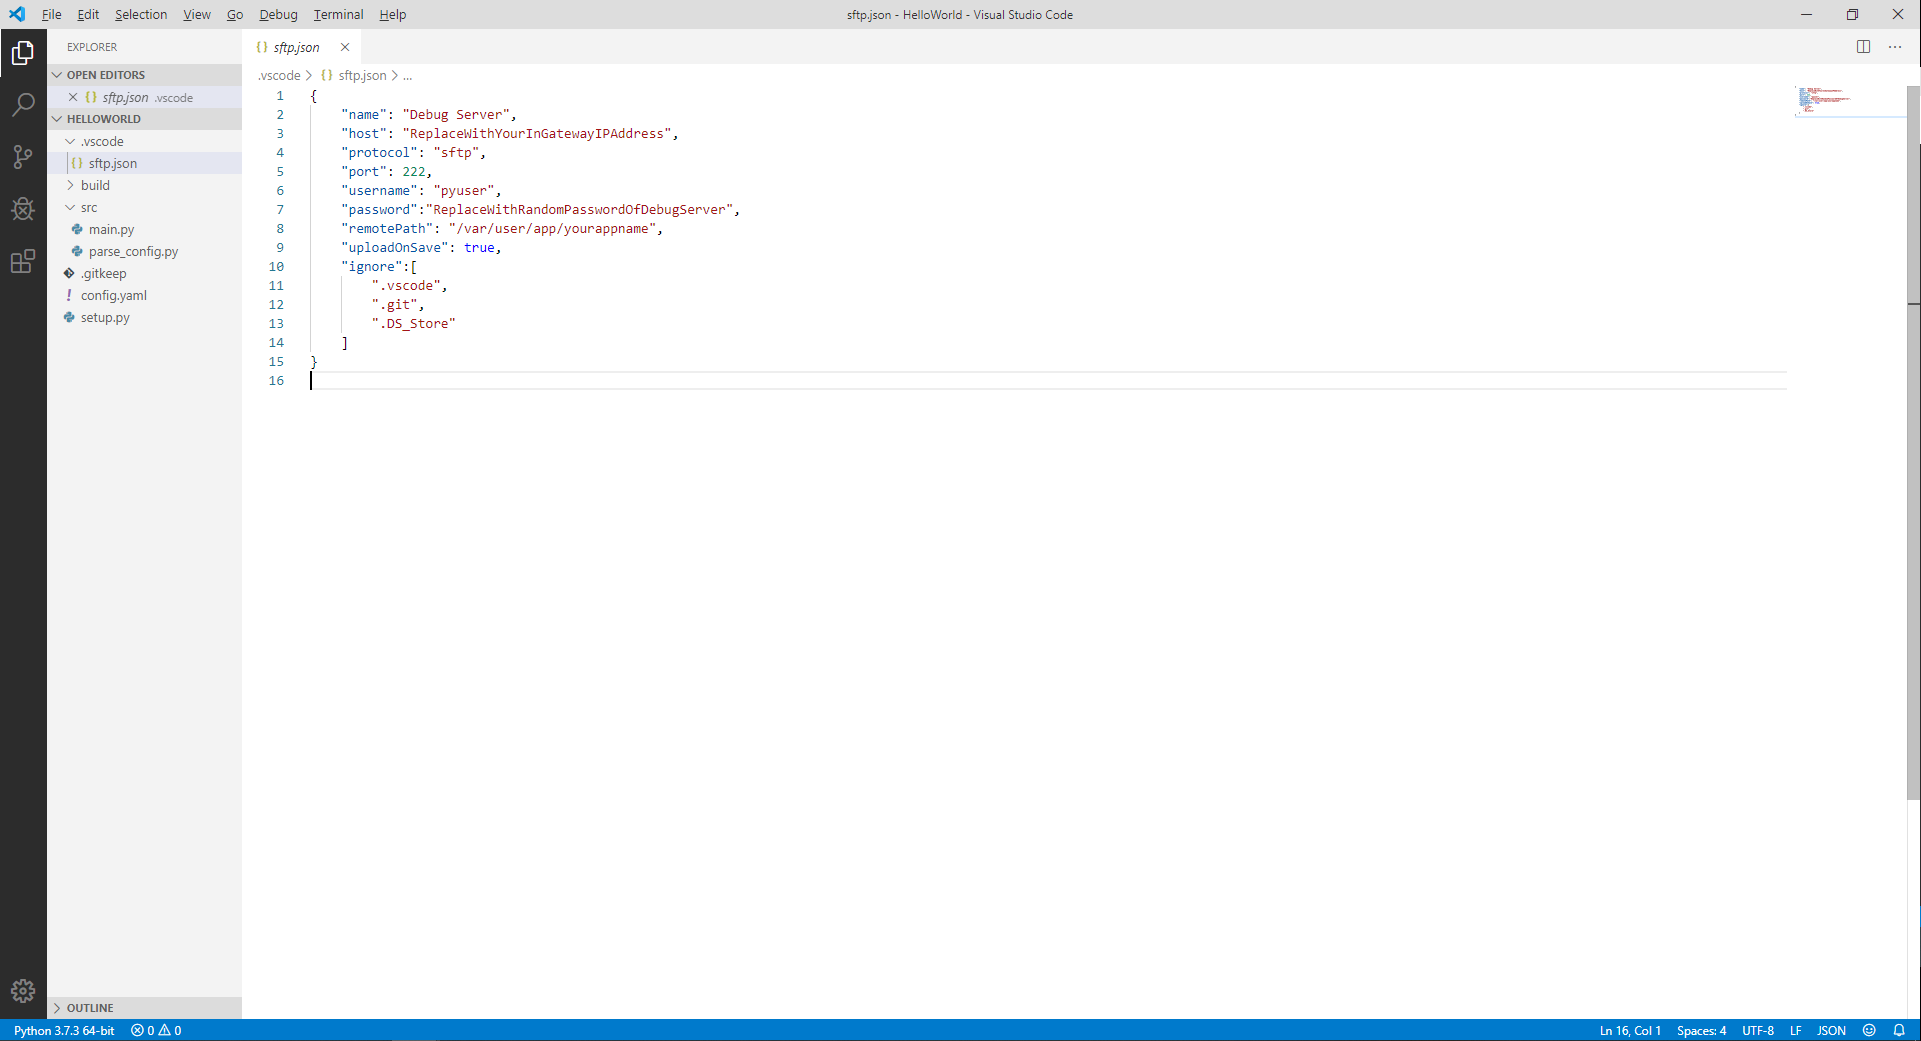 File Edit Selection View Go Debug Terminal Help
sftp.json - HelloWorld - Visual Studio Code
EXPLORER
OPEN EDITORS
sftp.json .vscode
HELLOWORLD
.vscode
sftp.json
build
src
main.py
parse_config.py
.gitkeep
config.yaml
setup.py
OUTLINE
sftp.json
.vscode > {} sftp.json > ...
1 {
2 "name": "Debug Server",
3 "host": "ReplaceWithYourInGatewayIPAddress",
4 "protocol": "sftp",
5 "port": 222,
6 "username": "pyuser",
7 "password":"ReplaceWithRandomPasswordOfDebugServer",
8 "remotePath": "/var/user/app/yourappname",
9 "uploadOnSave": true,
10 "ignore":[
11 ".vscode",
12 ".git",
13 ".DS_Store"
14 ]
15 }
16
Python 3.7.3 64-bit 0 0
Ln 16, Col 1 Spaces: 4 UTF-8 LF JSON